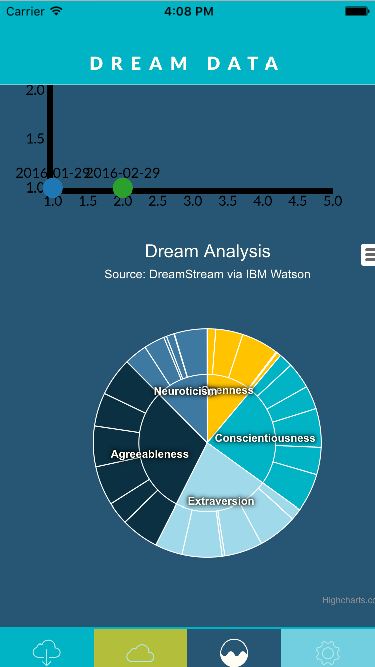 Carrier 4:08 PM
DREAM DATA
2.0
1.5
2016-01-29 2016-02-29
1.0
1.0 1.5 2.0 2.5 3.0 3.5 4.0 4.5 5.0
Dream Analysis
Source: DreamStream via IBM Watson
Neuroticism Openness
Conscientiousness
Agreeableness
Extraversion
Highcharts.co